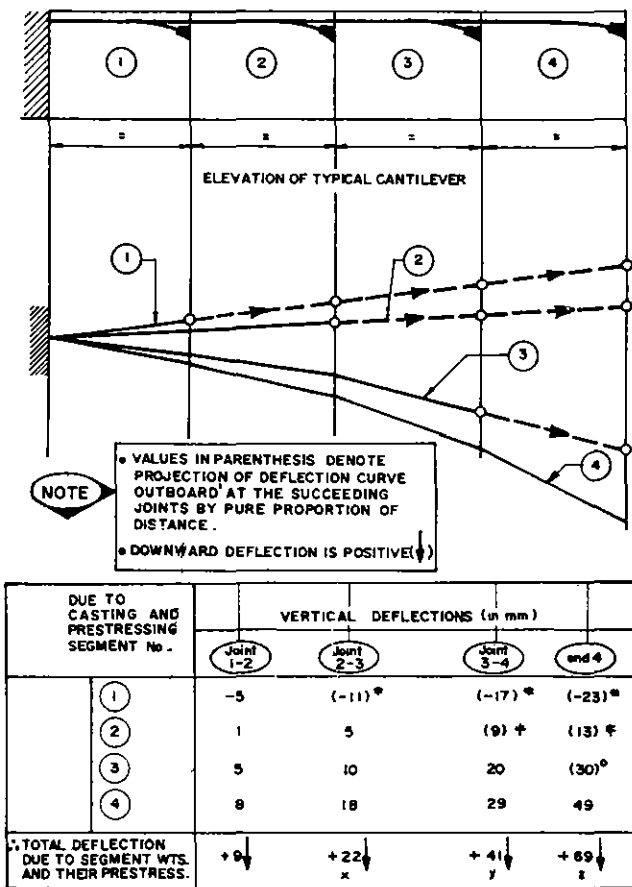 1 2 3 4
ELEVATION OF TYPICAL CANTILEVER
1
2
3
4
NOTE
• VALUES IN PARENTHESIS DENOTE
PROJECTION OF DEFLECTION CURVE
OUTBOARD' AT THE SUCCEEDING
JOINTS BY PURE PROPORTION OF
DISTANCE.
• DOWNWARD DEFLECTION IS POSITIVE(↓)
DUE TO
CASTING AND
PRESTRESSING
SEGMENT No.
VERTICAL DEFLECTIONS (in mm)
Joint 1-2 Joint 2-3 Joint 3-4 end 4
1 -5 (-11)* (-17)* (-23)*
2 1 5 (9)+ (13)
3 5 10 20 (30)°
4 8 18 29 49
∴ TOTAL DEFLECTION
DUE TO SEGMENT WTS.
AND THEIR PRESTRESS.
+9↓ +22↓ +41↓ +69↓
x y z